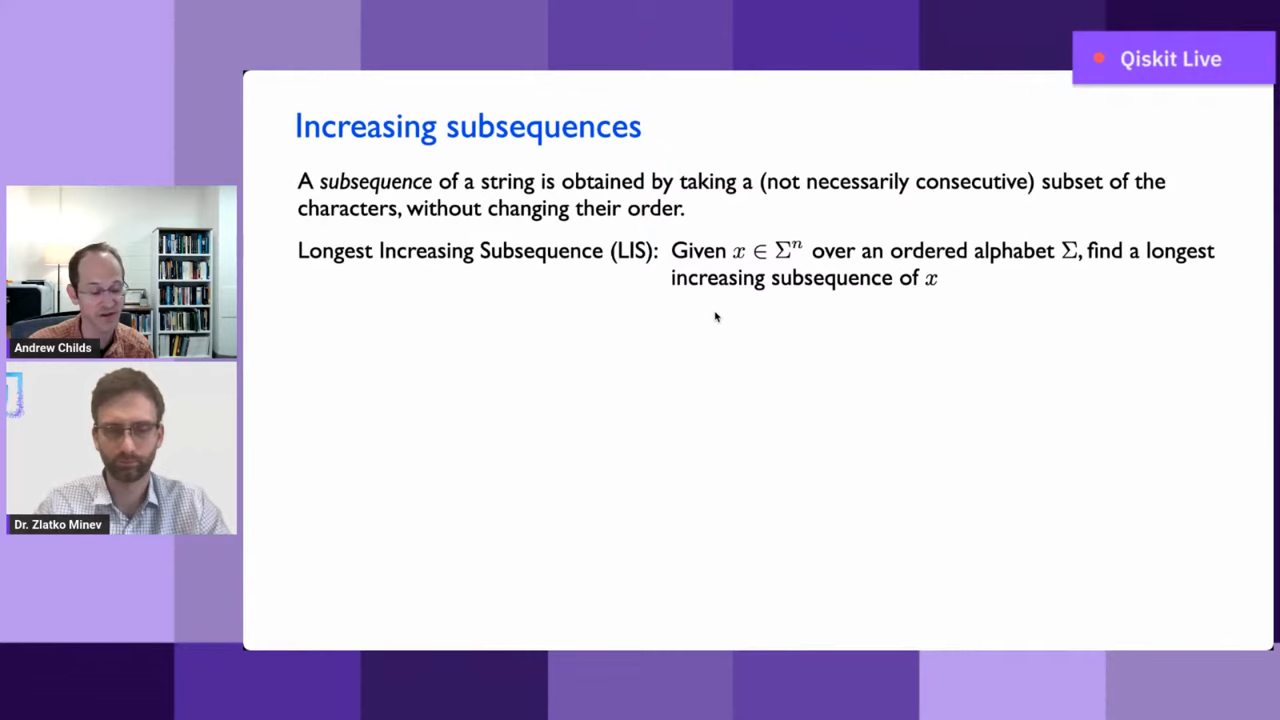 Qiskit Live
Increasing subsequences
A subsequence of a string is obtained by taking a (not necessarily consecutive) subset of the
characters, without changing their order.
Longest Increasing Subsequence (LIS): Given x ∈ Σⁿ over an ordered alphabet Σ, find a longest
increasing subsequence of x
Andrew Childs
Dr. Zlatko Minev